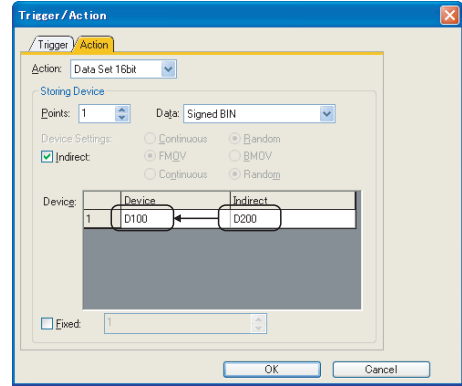 Trigger/Action
Trigger Action
Action: Data Set 16bit
Storing Device
Points: 1 Data: Signed BIN
Device Settings: Continuous Random
Indirect: FMOV BMOV
Continuous Random
Device: Device Indirect
1 D100 D200
Fixed: 1
OK Cancel